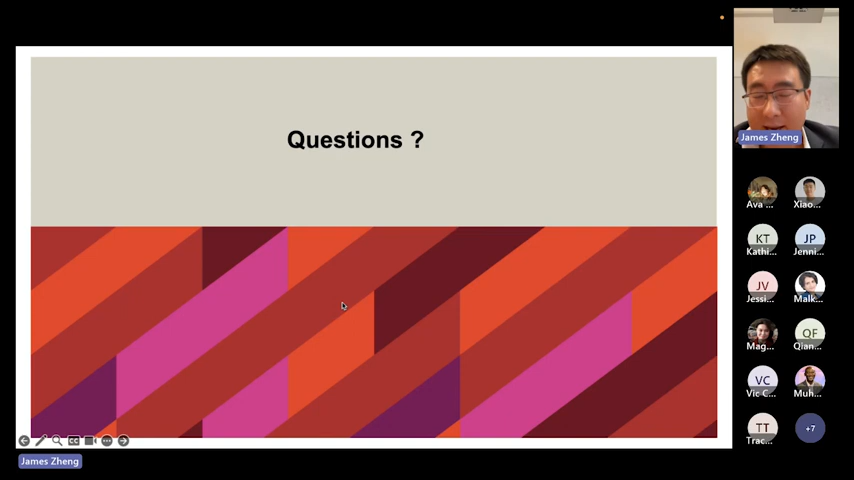 Questions ?
James Zheng
James Zheng
Ava ...
Xiao...
KT
Kathi...
JP
Jenni...
JV
Jessi...
Malk...
Mag...
QF
Qian...
VC
Vic C...
Muh...
TT
Trac...
+7
CC